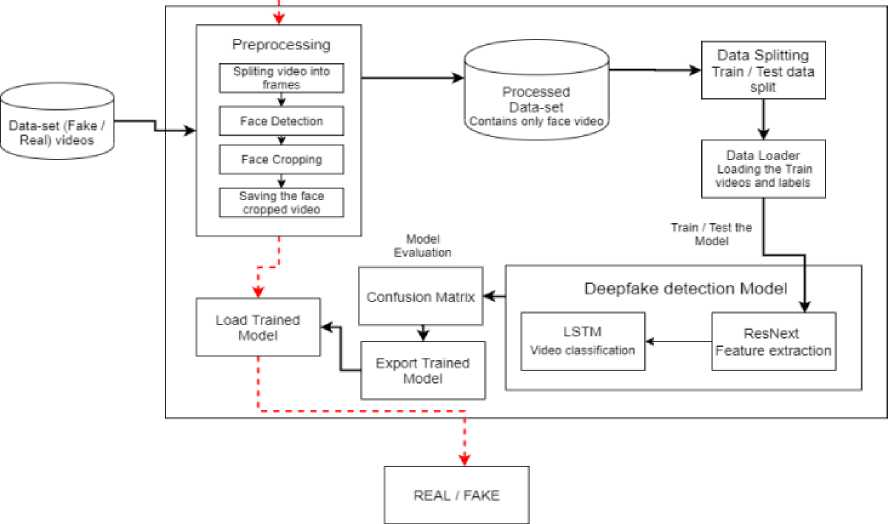 Preprocessing
Spliting video into
frames
Face Detection
Face Cropping
Saving the face
cropped video
Data-set (Fake /
Real) videos
Processed
Data-set
Contains only face video
Data Splitting
Train / Test data
split
Data Loader
Loading the Train
videos and labels
Train / Test the
Model
Model
Evaluation
Confusion Matrix
Export Trained
Model
Load Trained
Model
Deepfake detection Model
LSTM
Video classification
ResNext
Feature extraction
REAL / FAKE